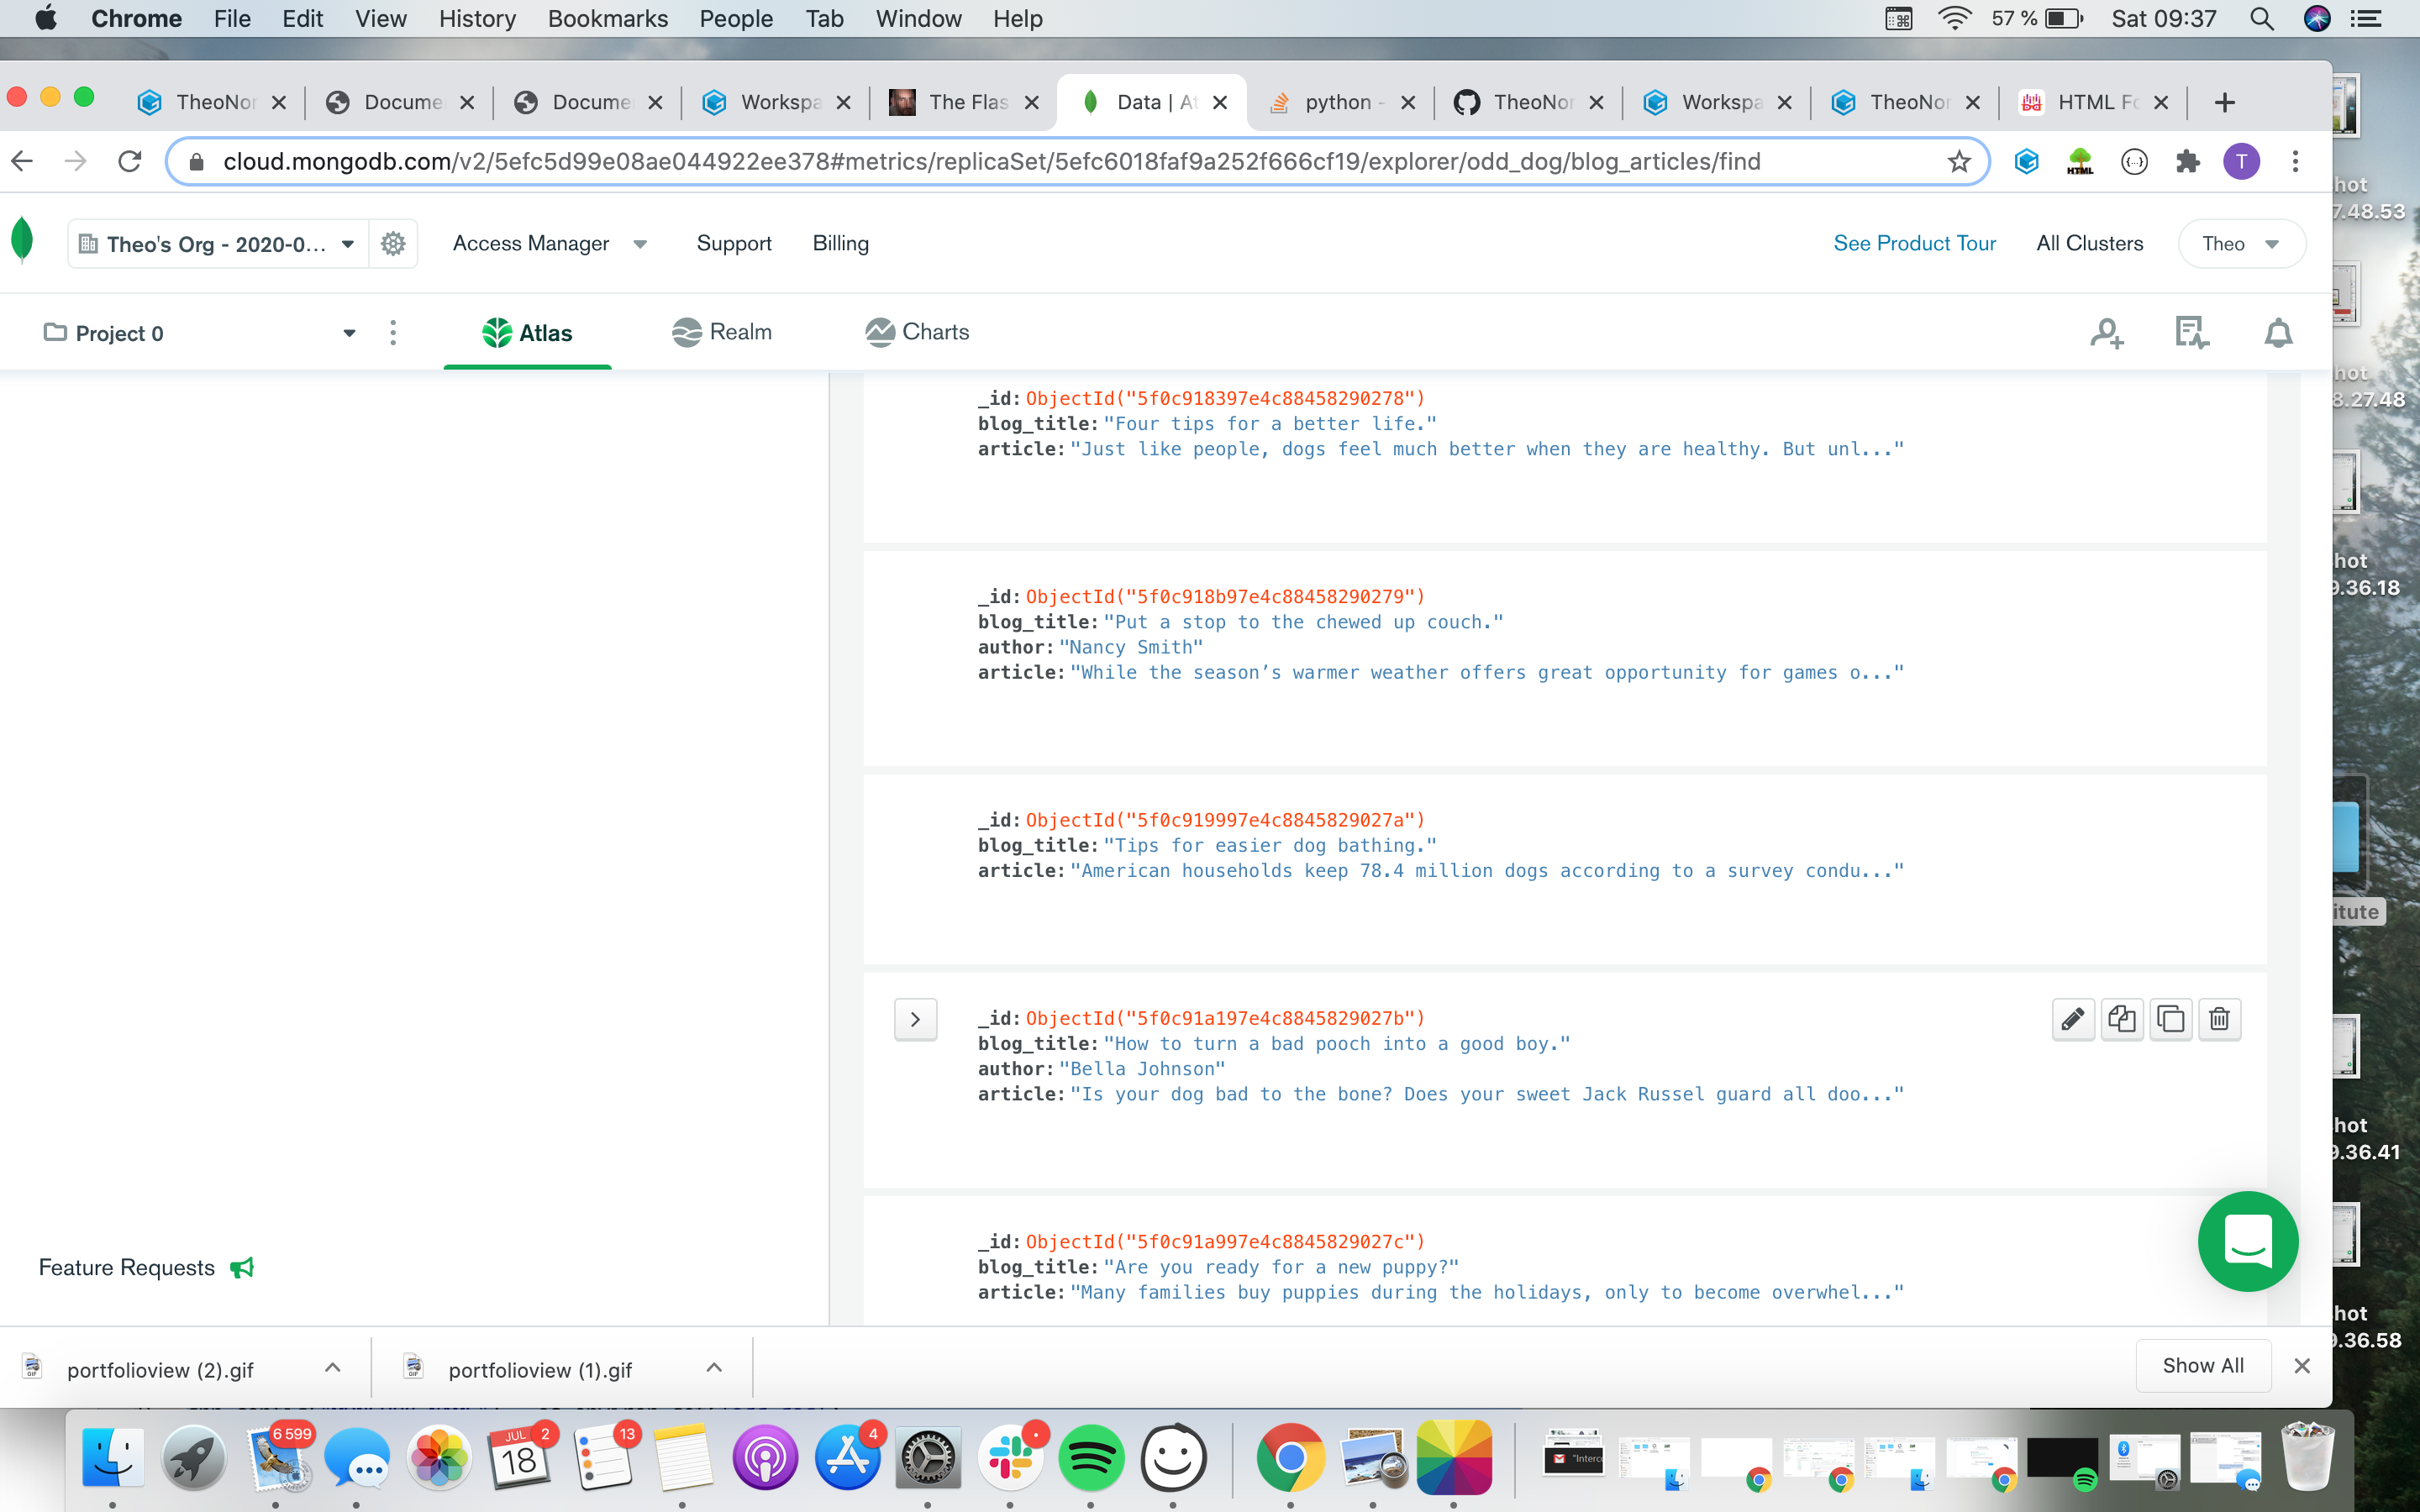 Chrome File Edit View History Bookmarks People Tab Window Help 57 % Sat 09:37
TheoNor Docume Docume Workspa The Flas Data | At python - TheoNor Workspa TheoNor HTML Fo
cloud.mongodb.com/v2/5efc5d99e08ae044922ee378#metrics/replicaSet/5efc6018faf9a252f666cf19/explorer/odd_dog/blog_articles/find
HTML T
Theo's Org - 2020-0... Access Manager Support Billing See Product Tour All Clusters Theo
Project 0 Atlas Realm Charts
_id: ObjectId("5f0c918397e4c88458290278")
blog_title: "Four tips for a better life."
article: "Just like people, dogs feel much better when they are healthy. But unl..."
_id: ObjectId("5f0c918b97e4c88458290279")
blog_title: "Put a stop to the chewed up couch."
author: "Nancy Smith"
article: "While the season’s warmer weather offers great opportunity for games o..."
_id: ObjectId("5f0c919997e4c8845829027a")
blog_title: "Tips for easier dog bathing."
article: "American households keep 78.4 million dogs according to a survey condu..."
_id: ObjectId("5f0c91a197e4c8845829027b")
blog_title: "How to turn a bad pooch into a good boy."
author: "Bella Johnson"
article: "Is your dog bad to the bone? Does your sweet Jack Russel guard all doo..."
_id: ObjectId("5f0c91a997e4c8845829027c")
blog_title: "Are you ready for a new puppy?"
article: "Many families buy puppies during the holidays, only to become overwhel..."
Feature Requests
portfolioview (2).gif portfolioview (1).gif Show All
hot
7.48.53
hot
8.27.48
hot
9.36.18
itute
hot
9.36.41
hot
9.36.58
6 599 JUL 18 2 13 4